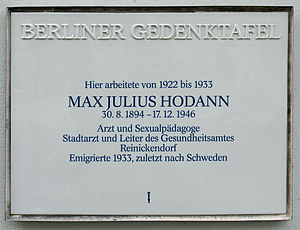 BERLINER GEDENKTAFEL
Hier arbeitete von 1922 bis 1933
MAX JULIUS HODANN
30. 8. 1894 – 17. 12. 1946
Arzt und Sexualpädagoge
Stadtarzt und Leiter des Gesundheitsamtes
Reinickendorf
Emigrierte 1933, zuletzt nach Schweden